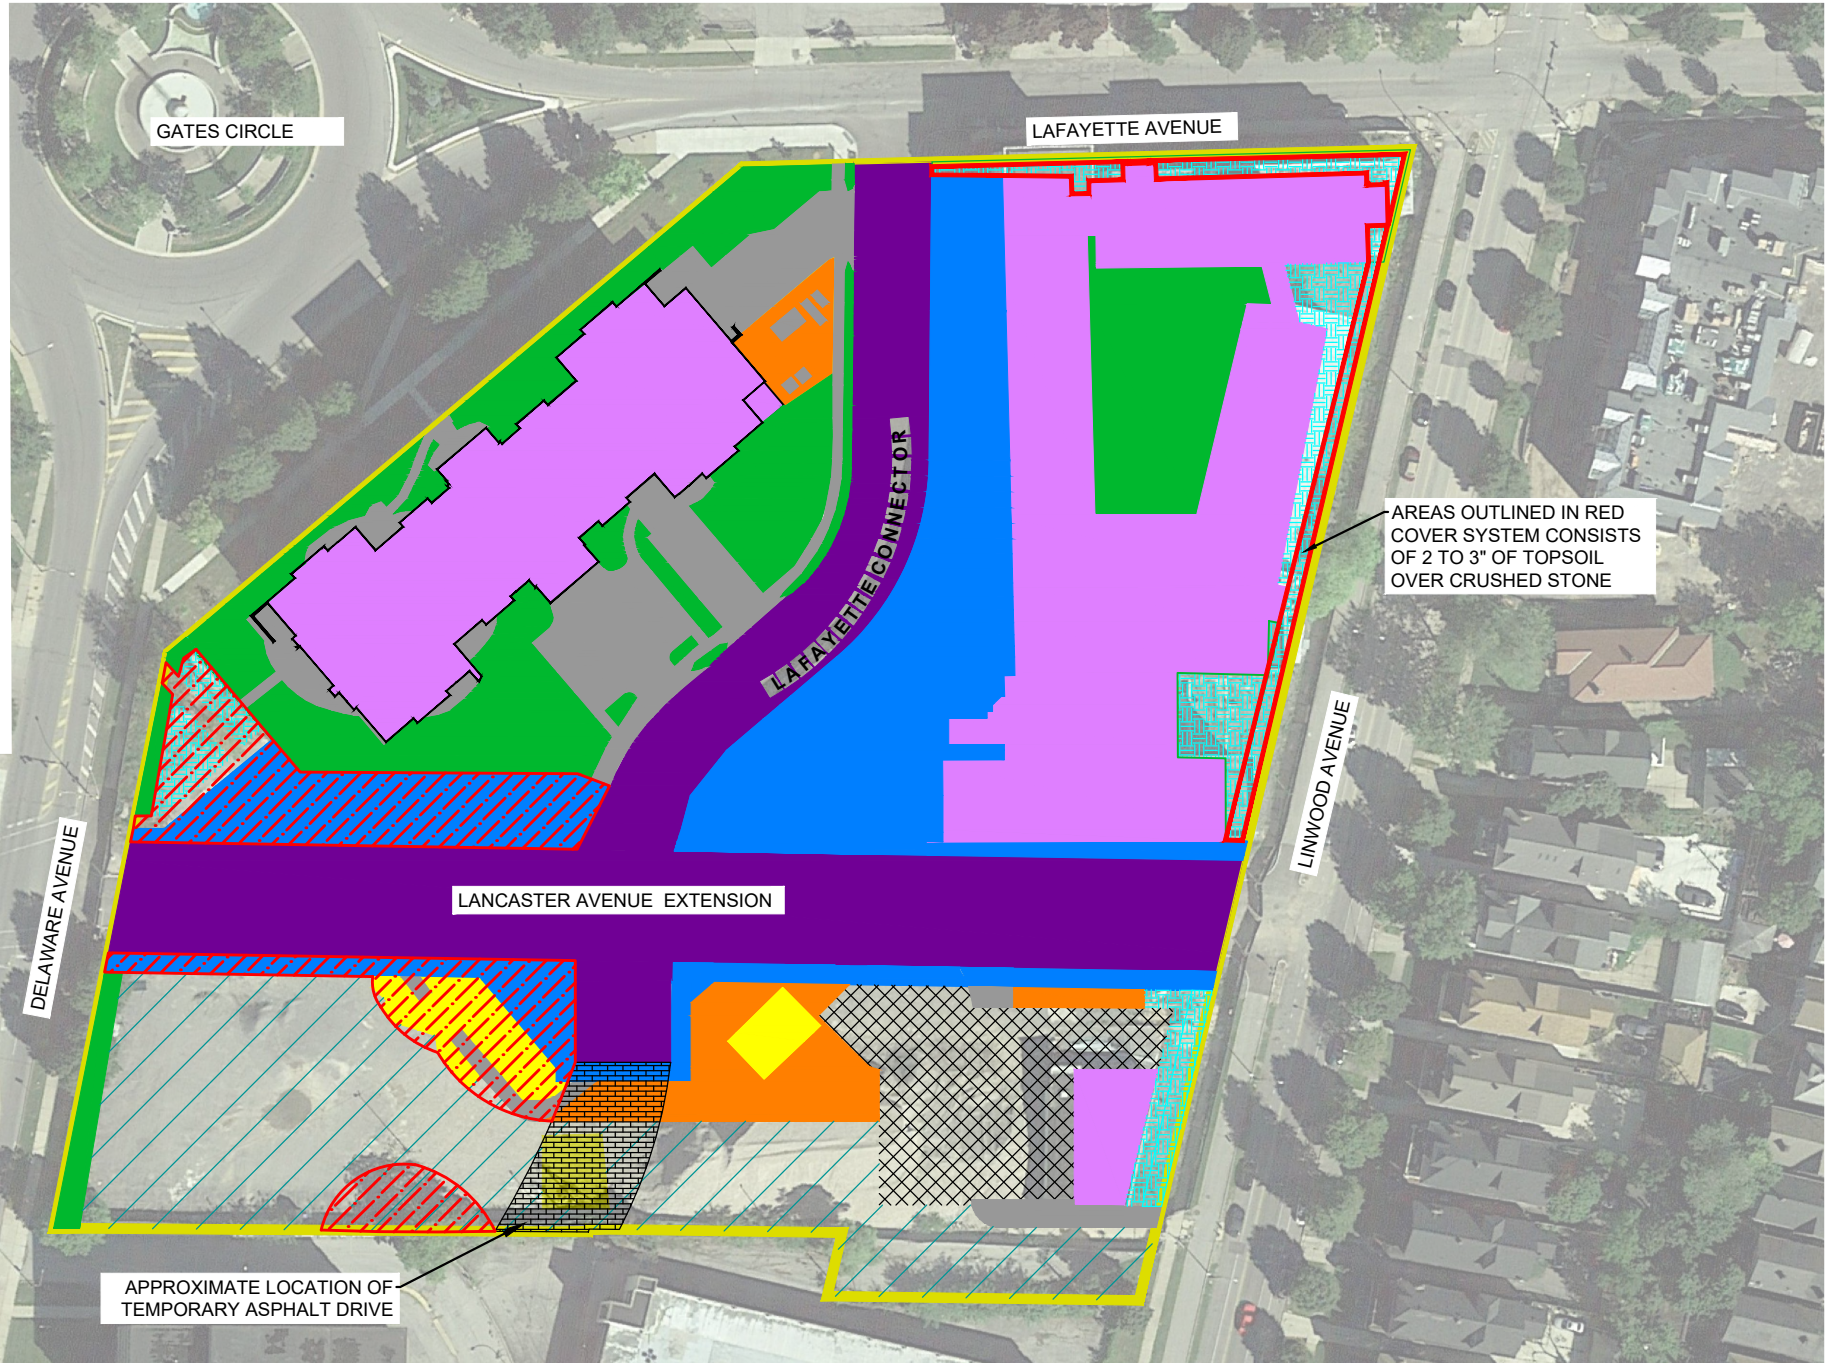 GATES CIRCLE
LAFAYETTE AVENUE
LAFAYETTE CONNECTOR
AREAS OUTLINED IN RED
COVER SYSTEM CONSISTS
OF 2 TO 3" OF TOPSOIL
OVER CRUSHED STONE
LINWOOD AVENUE
DELAWARE AVENUE
LANCASTER AVENUE EXTENSION
APPROXIMATE LOCATION OF
TEMPORARY ASPHALT DRIVE